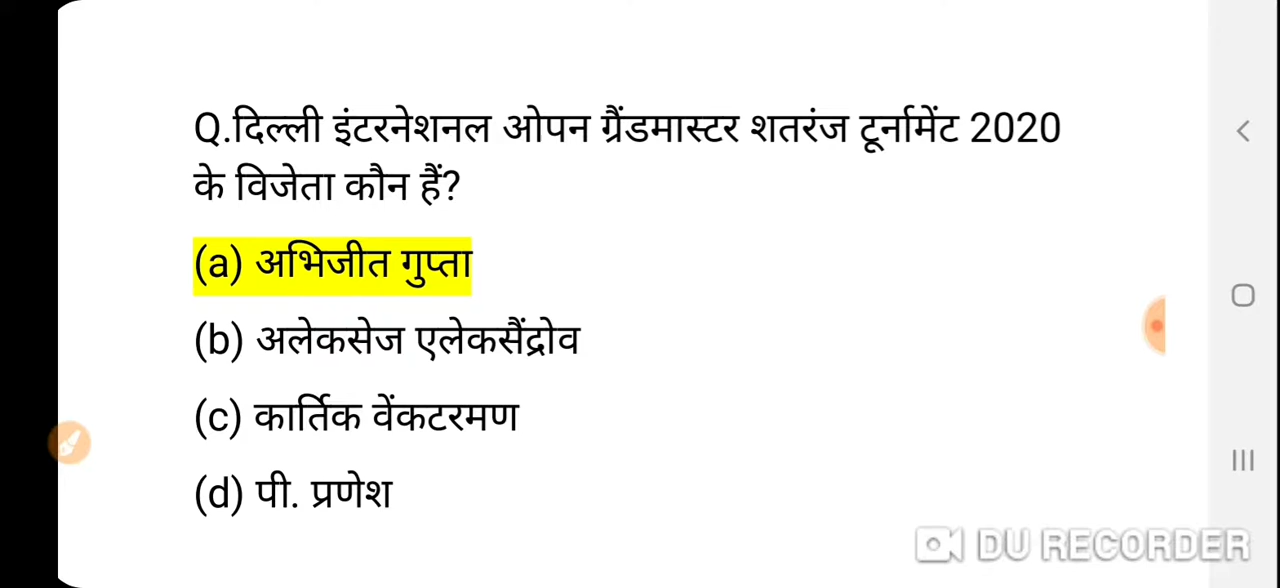 Q.दिल्ली इंटरनेशनल ओपन ग्रैंडमास्टर शतरंज टूर्नामेंट 2020
के विजेता कौन हैं?
(a) अभिजीत गुप्ता
(b) अलेकसेज एलेकसैंद्रोव
(c) कार्तिक वेंकटरमण
(d) पी. प्रणेश
DU RECORDER